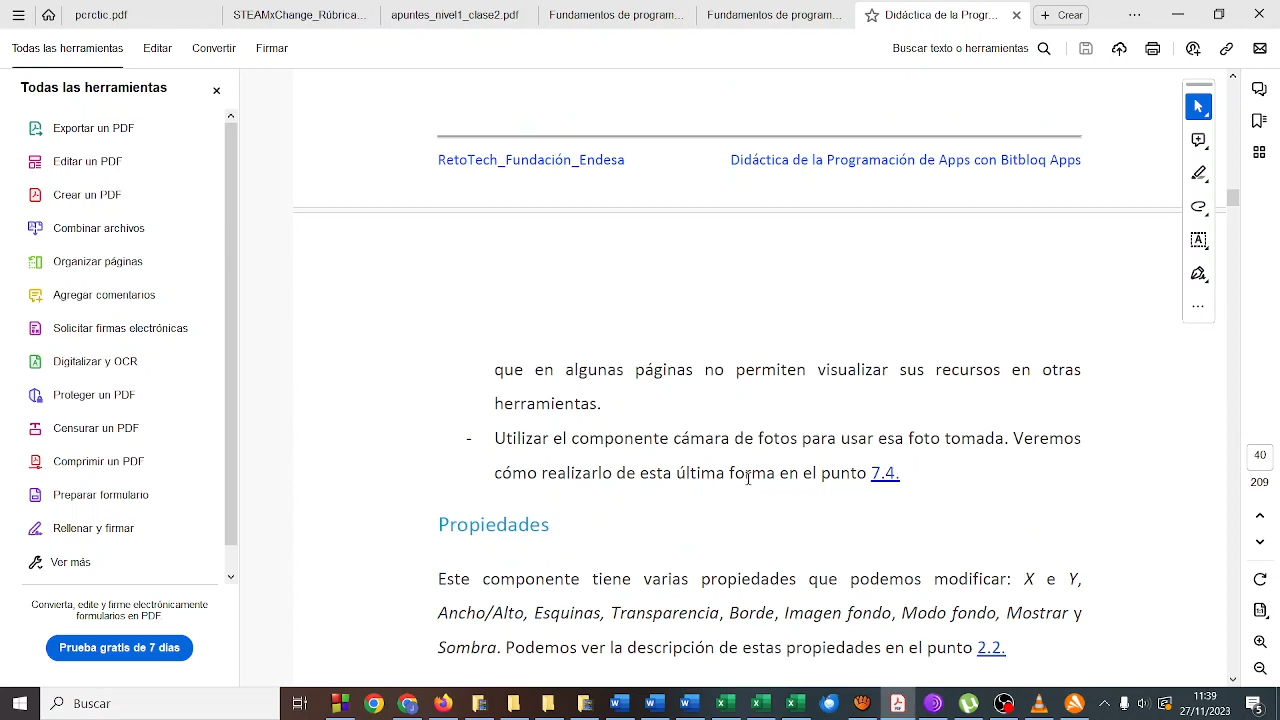 perclic.pdf
STEAMxChange_Rúbrica...
apuntes_nivel1_clase2.pdf
Fundamentos de program...
Fundamentos de program...
Didáctica de la Progr...
Crear
Todas las herramientas
Editar
Convertir
Firmar
Buscar texto o herramientas
Todas las herramientas
Exportar un PDF
Editar un PDF
Crear un PDF
Combinar archivos
Organizar páginas
Agregar comentarios
Solicitar firmas electrónicas
Digitalizar y OCR
Proteger un PDF
Censurar un PDF
Comprimir un PDF
Preparar formulario
Rellenar y firmar
Ver más
Convierta, edite y firme electrónicamente
formularios en PDF.
Prueba gratis de 7 días
RetoTech_Fundación_Endesa
Didáctica de la Programación de Apps con Bitbloq Apps
que en algunas páginas no permiten visualizar sus recursos en otras
herramientas.
- Utilizar el componente cámara de fotos para usar esa foto tomada. Veremos
cómo realizarlo de esta última forma en el punto 7.4.
Propiedades
Este componente tiene varias propiedades que podemos modificar: X e Y,
Ancho/Alto, Esquinas, Transparencia, Borde, Imagen fondo, Modo fondo, Mostrar y
Sombra. Podemos ver la descripción de estas propiedades en el punto 2.2.
40
209
Buscar
11:39
27/11/2023